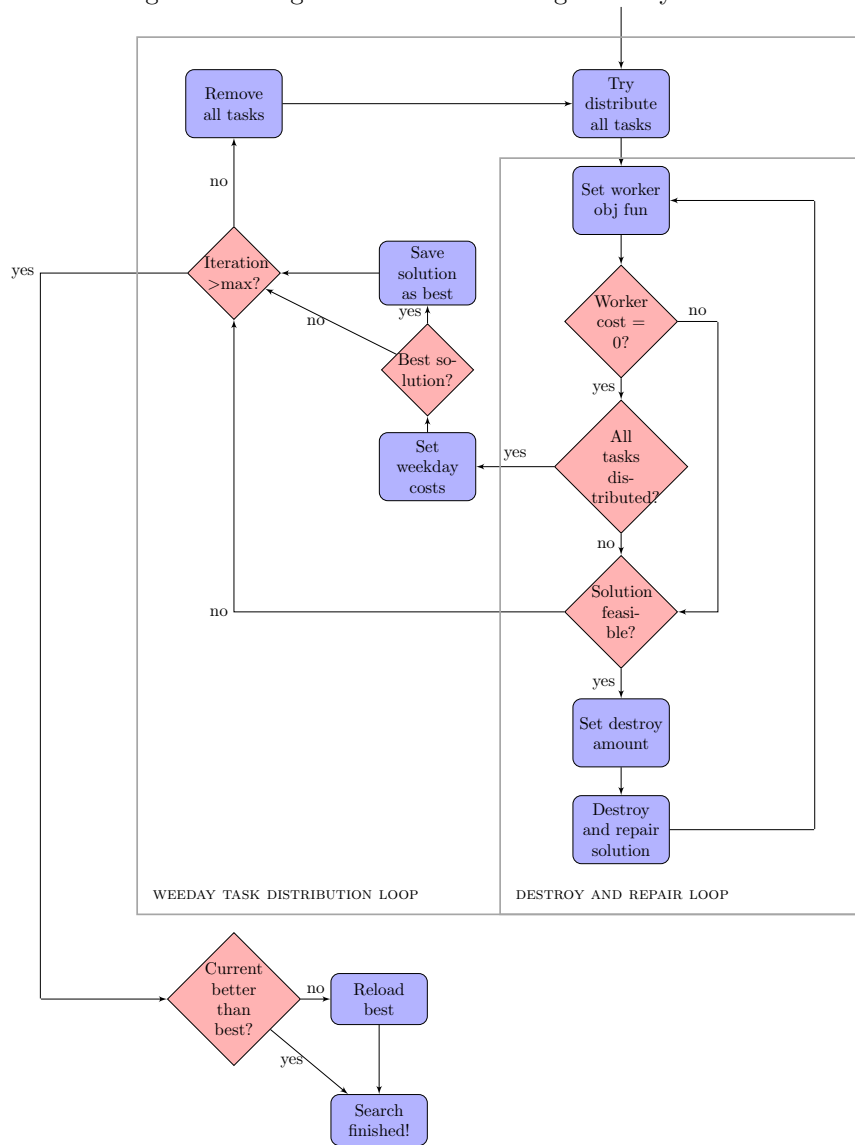 Remove
all tasks
Try
distribute
all tasks
no
Set worker
obj fun
yes
Iteration
>max?
Save
solution
as best
no
yes
Worker
cost =
0?
no
Best so-
lution?
yes
Set
weekday
costs
yes
All
tasks
dis-
tributed?
no
no
Solution
feasi-
ble?
yes
Set destroy
amount
Destroy
and repair
solution
WEEDAY TASK DISTRIBUTION LOOP
DESTROY AND REPAIR LOOP
Current
better
than
best?
no
Reload
best
yes
Search
finished!